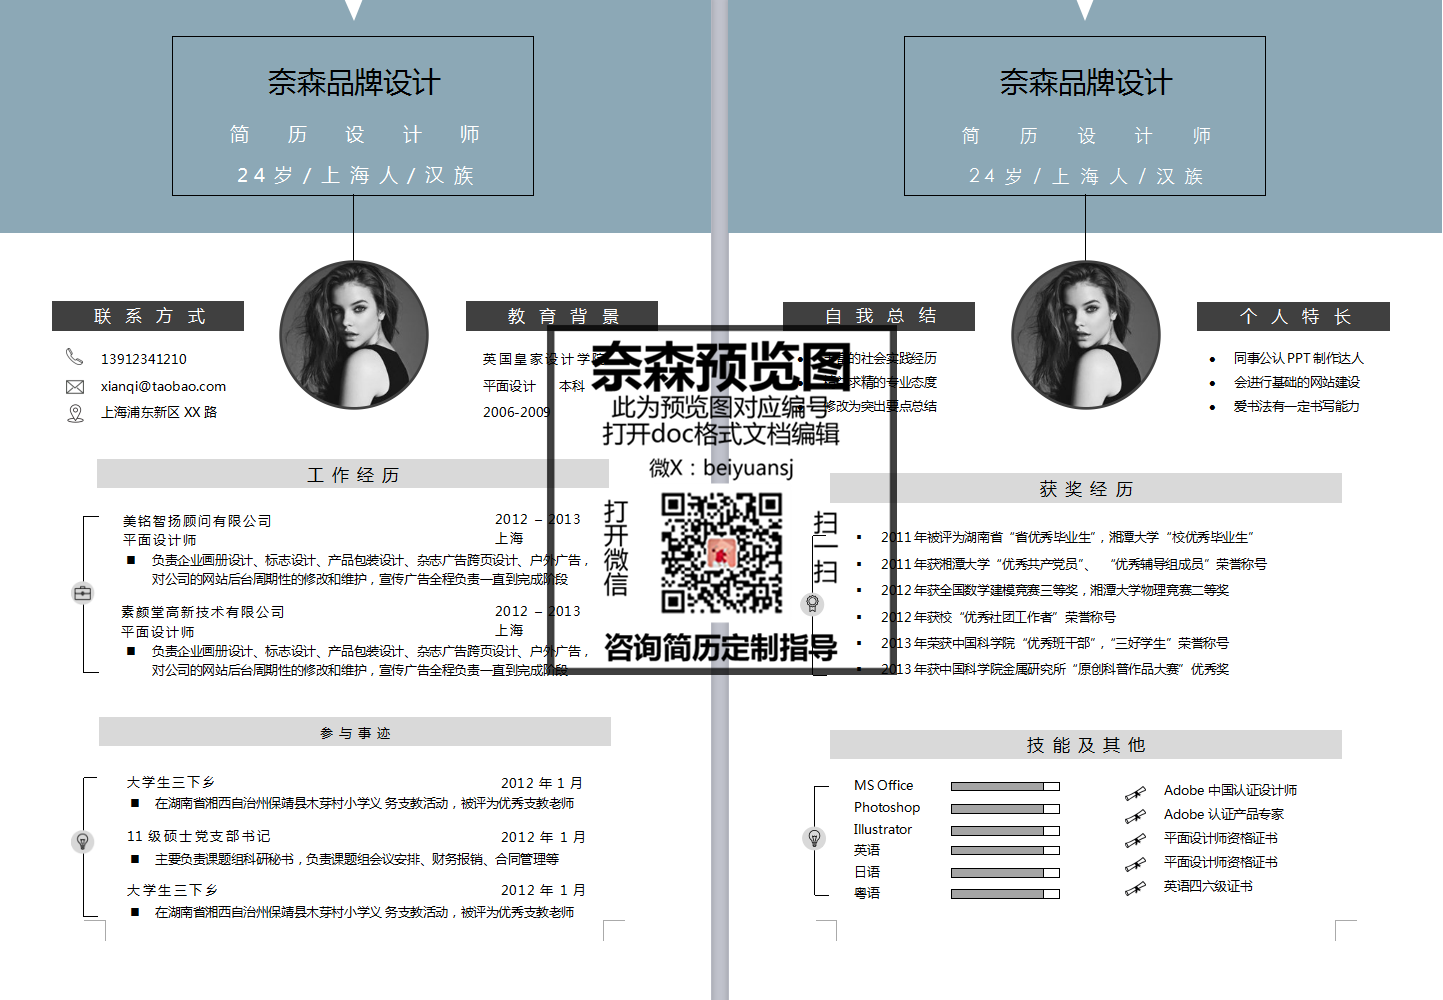 奈森品牌设计
简 历 设 计 师
24岁/上海人/汉族
联系方式
13912341210
xianqi@taobao.com
上海浦东新区 XX 路
教育背景
英国皇家设计学院
平面设计 本科
2006-2009
工作经历
美铭智扬顾问有限公司 2012 – 2013
平面设计师 上海
■ 负责企业画册设计、标志设计、产品包装设计、杂志广告跨页设计、户外广告，
对公司的网站后台周期性的修改和维护，宣传广告全程负责一直到完成阶段
素颜堂高新技术有限公司 2012 – 2013
平面设计师 上海
■ 负责企业画册设计、标志设计、产品包装设计、杂志广告跨页设计、户外广告，
对公司的网站后台周期性的修改和维护，宣传广告全程负责一直到完成阶段
参与事迹
大学生三下乡 2012 年 1 月
■ 在湖南省湘西自治州保靖县木芽村小学义 务支教活动，被评为优秀支教老师
11 级硕士党支部书记 2012 年 1 月
■ 主要负责课题组科研秘书，负责课题组会议安排、财务报销、合同管理等
大学生三下乡 2012 年 1 月
■ 在湖南省湘西自治州保靖县木芽村小学义 务支教活动，被评为优秀支教老师
奈森预览图
此为预览图对应编号
打开doc格式文档编辑
微X：beiyuansj
打开微信
扫一扫
咨询简历定制指导
奈森品牌设计
简 历 设 计 师
24岁/上海人/汉族
自我总结
的社会实践经历
求精的专业态度
修改为突出要点总结
个人特长
● 同事公认 PPT 制作达人
● 会进行基础的网站建设
● 爱书法有一定书写能力
获奖经历
▪ 2011 年被评为湖南省“省优秀毕业生”，湘潭大学“校优秀毕业生”
▪ 2011 年获湘潭大学“优秀共产党员”、 “优秀辅导组成员”荣誉称号
▪ 2012 年获全国数学建模竞赛三等奖，湘潭大学物理竞赛二等奖
▪ 2012 年获校“优秀社团工作者”荣誉称号
▪ 2013 年荣获中国科学院“优秀班干部”，“三好学生”荣誉称号
▪ 2013 年获中国科学院金属研究所“原创科普作品大赛”优秀奖
技能及其他
MS Office
Photoshop
Illustrator
英语
日语
粤语
Adobe 中国认证设计师
Adobe 认证产品专家
平面设计师资格证书
平面设计师资格证书
英语四六级证书